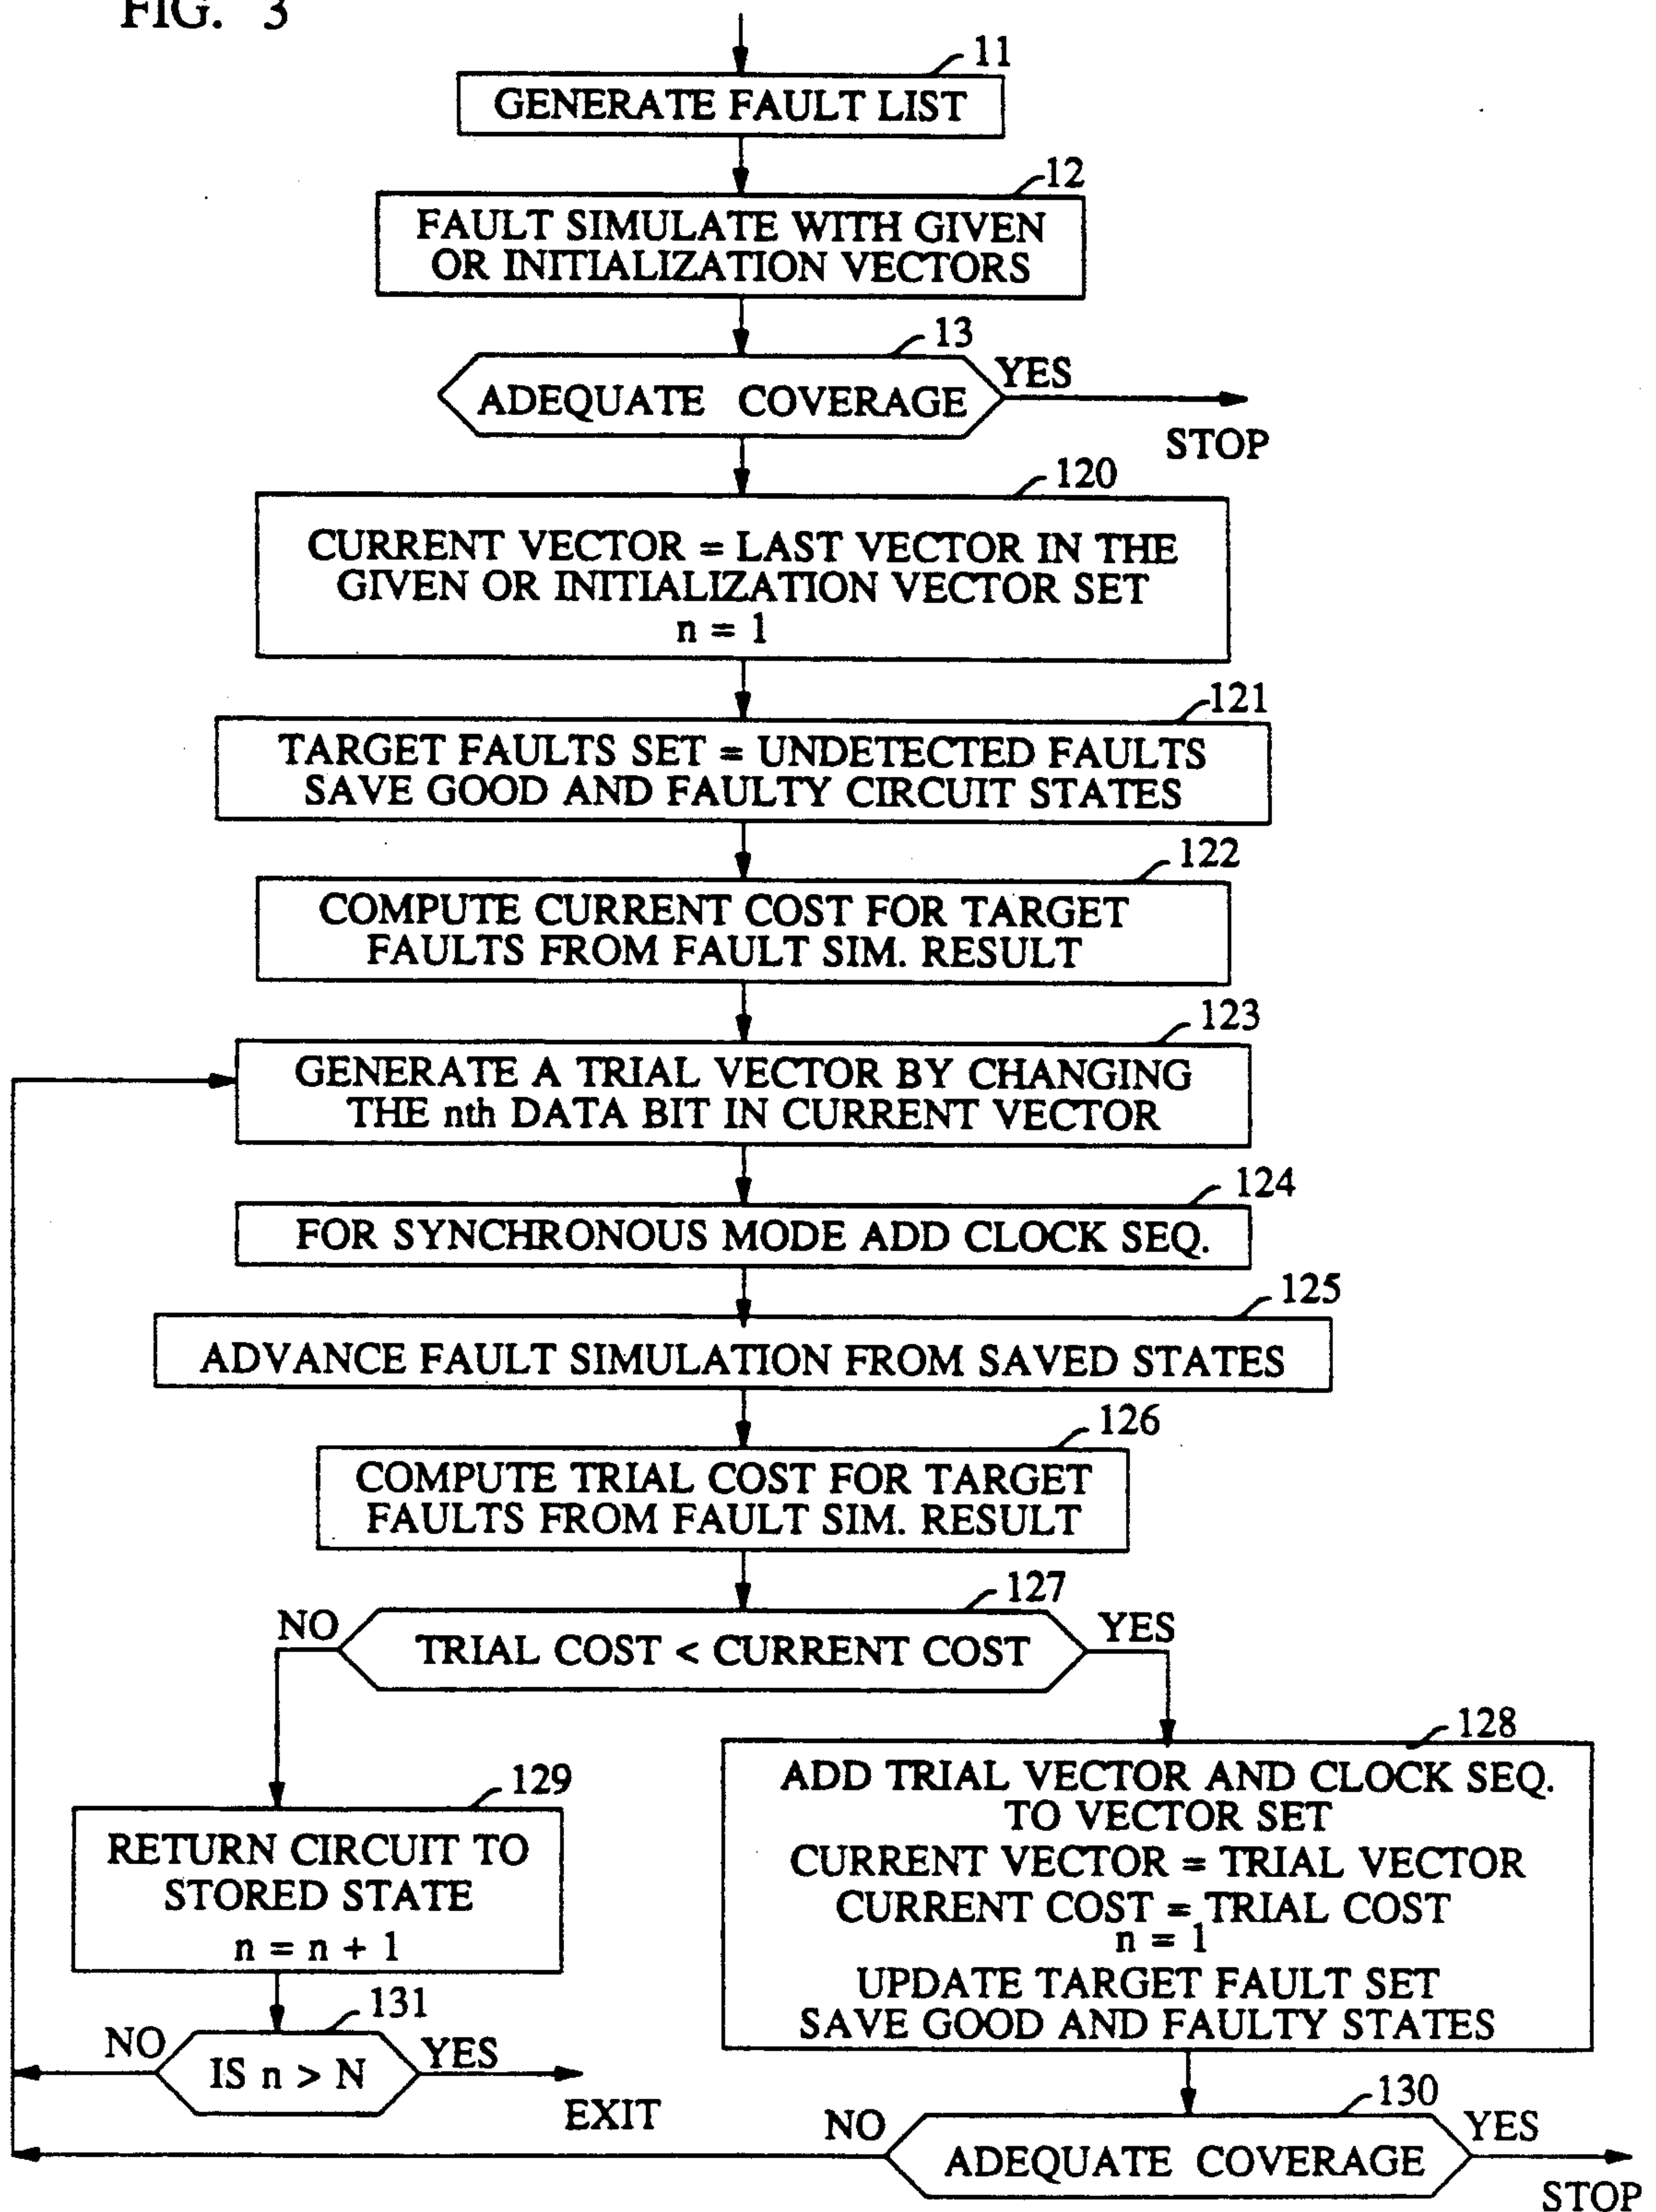 FIG. 3
11
GENERATE FAULT LIST
12
FAULT SIMULATE WITH GIVEN
OR INITIALIZATION VECTORS
13
ADEQUATE COVERAGE
YES
STOP
120
CURRENT VECTOR = LAST VECTOR IN THE
GIVEN OR INITIALIZATION VECTOR SET
n = 1
121
TARGET FAULTS SET = UNDETECTED FAULTS
SAVE GOOD AND FAULTY CIRCUIT STATES
122
COMPUTE CURRENT COST FOR TARGET
FAULTS FROM FAULT SIM. RESULT
123
GENERATE A TRIAL VECTOR BY CHANGING
THE nth DATA BIT IN CURRENT VECTOR
124
FOR SYNCHRONOUS MODE ADD CLOCK SEQ.
125
ADVANCE FAULT SIMULATION FROM SAVED STATES
126
COMPUTE TRIAL COST FOR TARGET
FAULTS FROM FAULT SIM. RESULT
127
NO
TRIAL COST < CURRENT COST
YES
128
ADD TRIAL VECTOR AND CLOCK SEQ.
TO VECTOR SET
CURRENT VECTOR = TRIAL VECTOR
CURRENT COST = TRIAL COST
n = 1
UPDATE TARGET FAULT SET
SAVE GOOD AND FAULTY STATES
129
RETURN CIRCUIT TO
STORED STATE
n = n + 1
131
NO
IS n > N
YES
EXIT
130
NO
ADEQUATE COVERAGE
YES
STOP